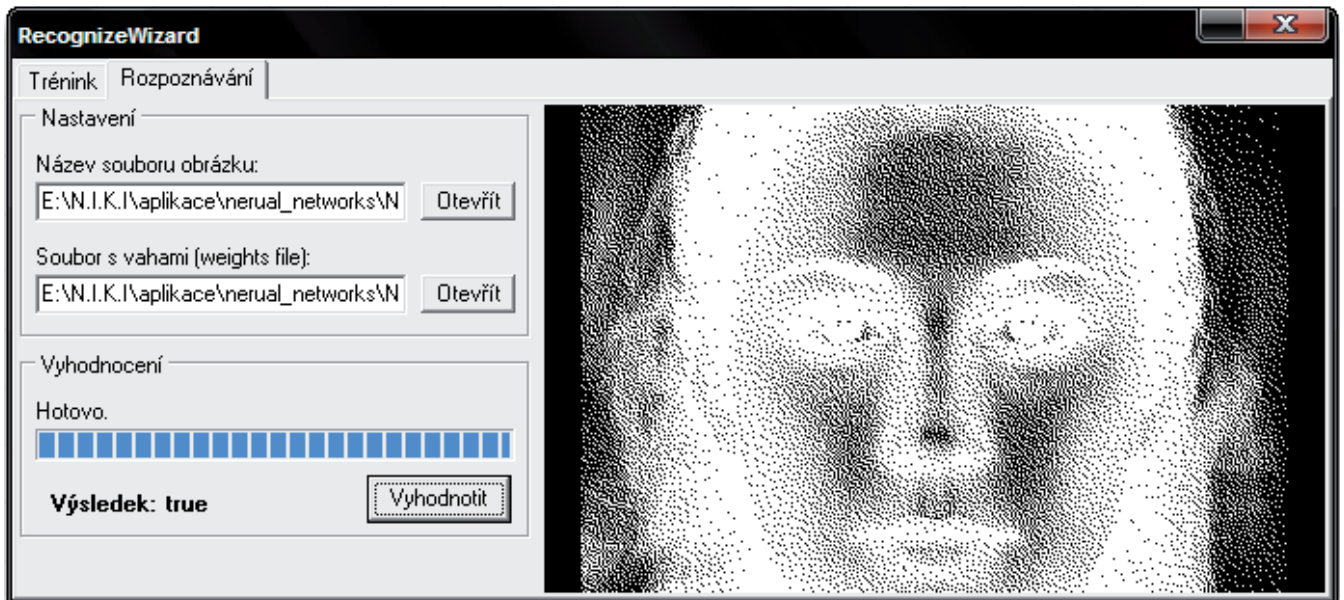 RecognizeWizard
Trénink Rozpoznávání
Nastavení
Název souboru obrázku:
E:\N.I.K.I\aplikace\nerual_networks\N Otevřít
Soubor s vahami (weights file):
E:\N.I.K.I\aplikace\nerual_networks\N Otevřít
Vyhodnocení
Hotovo.
Výsledek: true Vyhodnotit